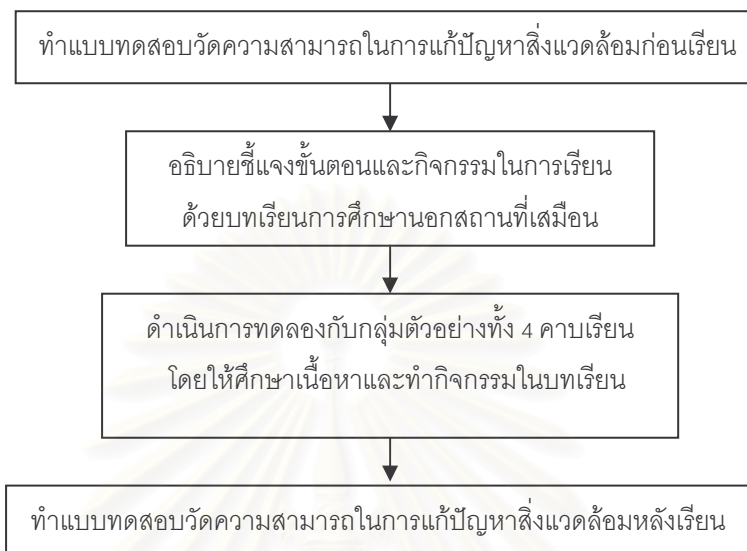 ทำแบบทดสอบวัดความสามารถในการแก้ปัญหาสิ่งแวดล้อมก่อนเรียน
อธิบายชี้แจงขั้นตอนและกิจกรรมในการเรียน
ด้วยบทเรียนการศึกษานอกสถานที่เสมือน
ดำเนินการทดลองกับกลุ่มตัวอย่างทั้ง 4 คาบเรียน
โดยให้ศึกษาเนื้อหาและทำกิจกรรมในบทเรียน
ทำแบบทดสอบวัดความสามารถในการแก้ปัญหาสิ่งแวดล้อมหลังเรียน